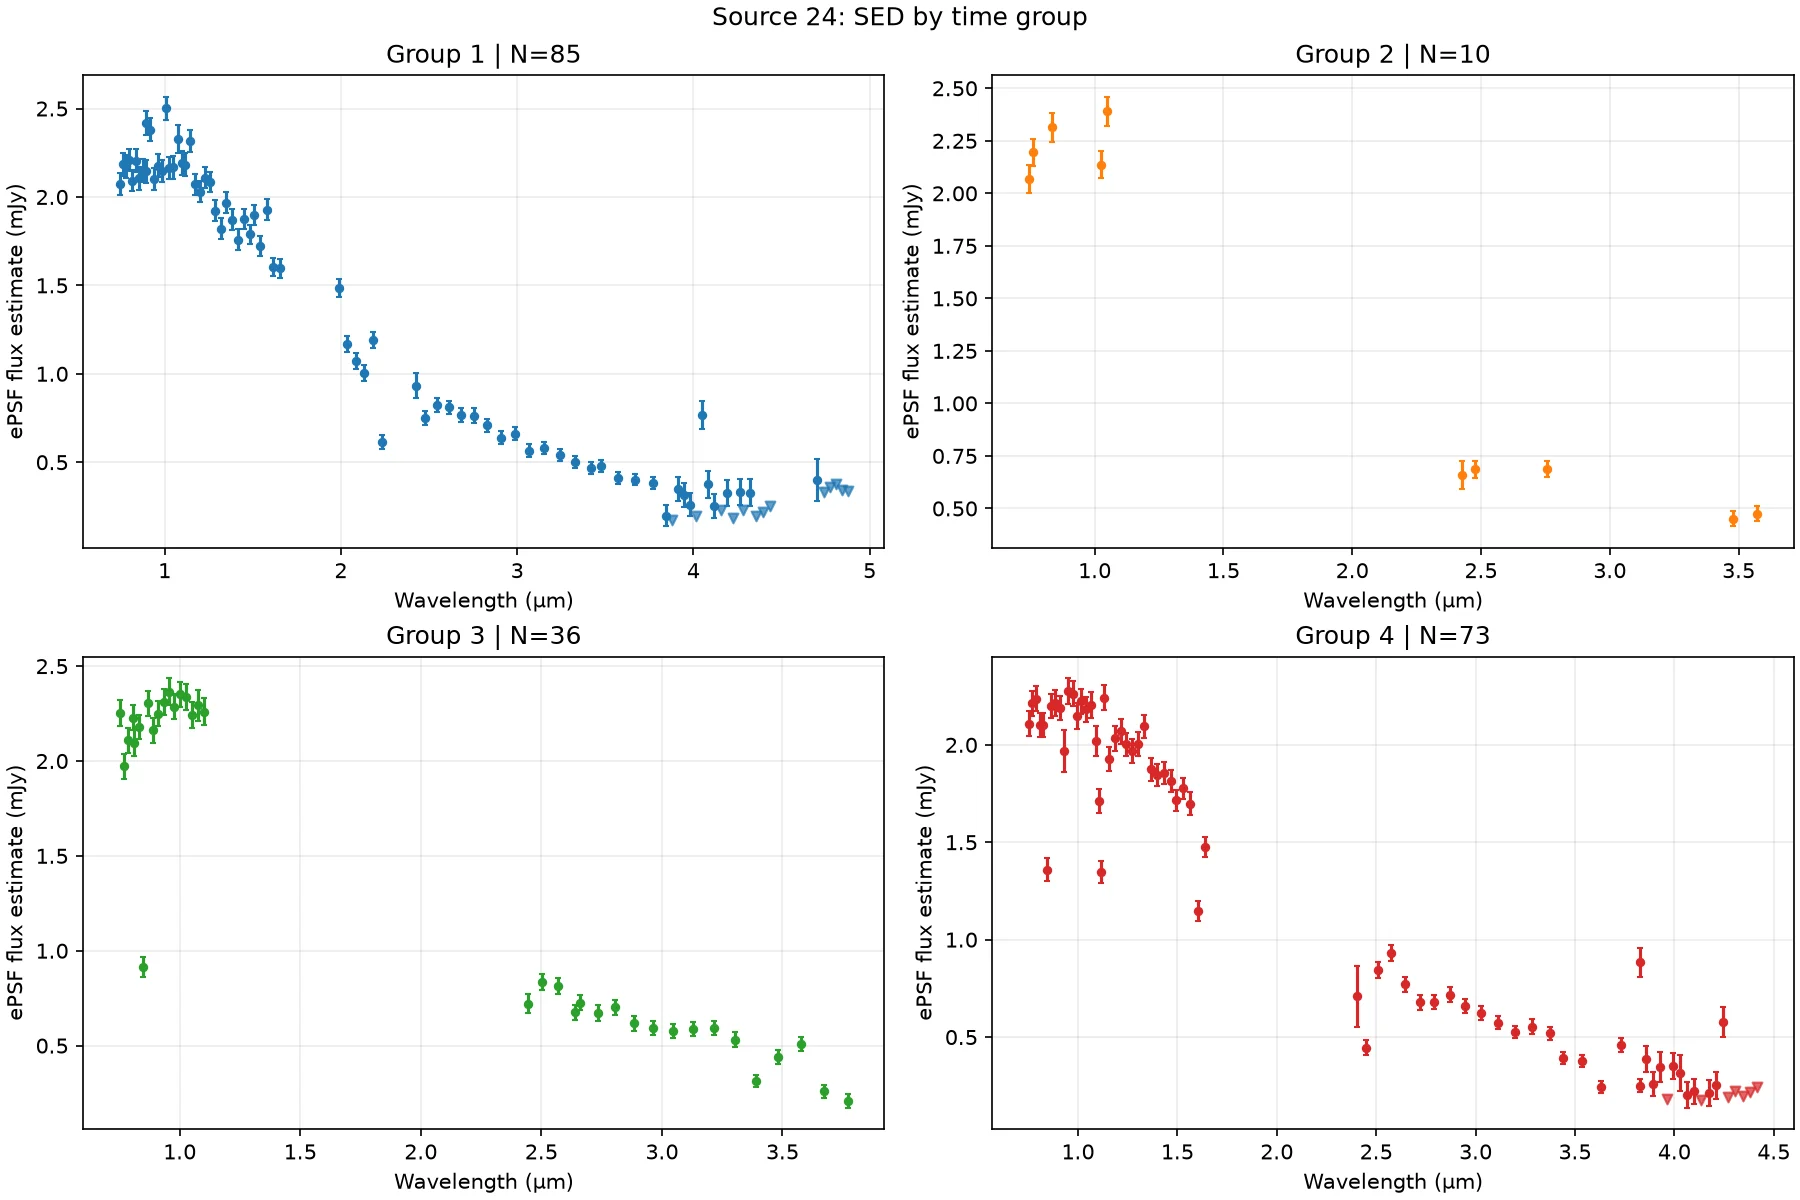 Source 24: SED by time group
Group 1 | N=85
ePSF flux estimate (mJy)
2.5
2.0
1.5
1.0
0.5
1 2 3 4 5
Wavelength (µm)
Group 2 | N=10
ePSF flux estimate (mJy)
2.50
2.25
2.00
1.75
1.50
1.25
1.00
0.75
0.50
1.0 1.5 2.0 2.5 3.0 3.5
Wavelength (µm)
Group 3 | N=36
ePSF flux estimate (mJy)
2.5
2.0
1.5
1.0
0.5
1.0 1.5 2.0 2.5 3.0 3.5
Wavelength (µm)
Group 4 | N=73
ePSF flux estimate (mJy)
2.0
1.5
1.0
0.5
1.0 1.5 2.0 2.5 3.0 3.5 4.0 4.5
Wavelength (µm)